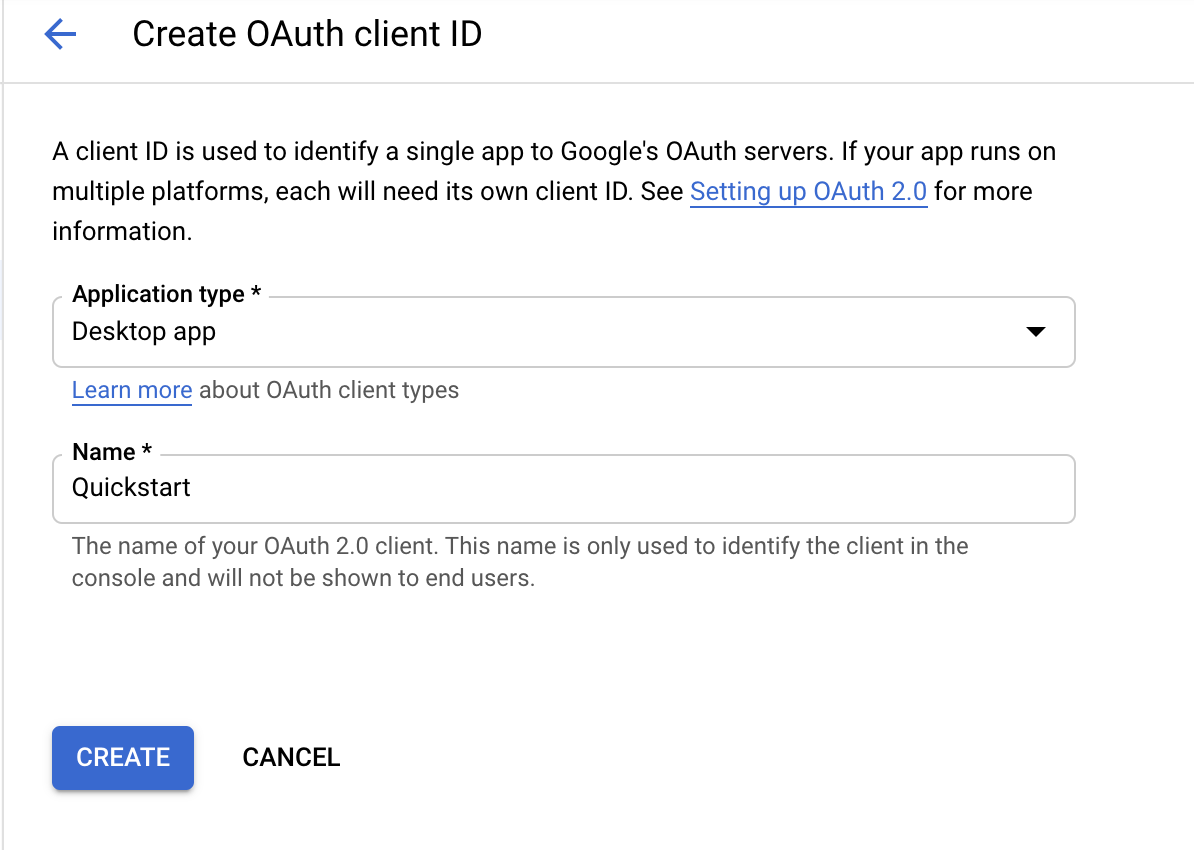 Create OAuth client ID
A client ID is used to identify a single app to Google's OAuth servers. If your app runs on
multiple platforms, each will need its own client ID. See Setting up OAuth 2.0 for more
information.
Application type *
Desktop app
Learn more about OAuth client types
Name *
Quickstart
The name of your OAuth 2.0 client. This name is only used to identify the client in the
console and will not be shown to end users.
CREATE CANCEL